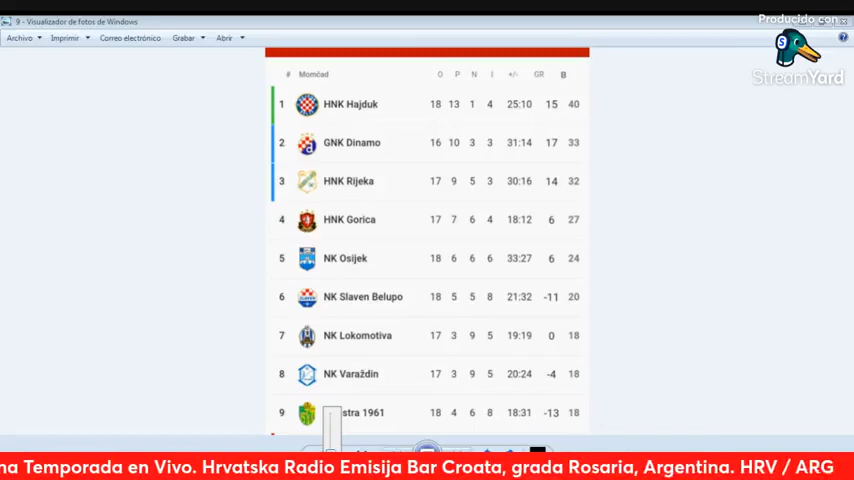 9 - Visualizador de fotos de Windows
Producido con
Archivo Imprimir Correo electrónico Grabar Abrir
StreamYard
# Momčad O P N I +/- GR B
1 HNK Hajduk 18 13 1 4 25:10 15 40
2 GNK Dinamo 16 10 3 3 31:14 17 33
3 HNK Rijeka 17 9 5 3 30:16 14 32
4 HNK Gorica 17 7 6 4 18:12 6 27
5 NK Osijek 18 6 6 6 33:27 6 24
6 NK Slaven Belupo 18 5 5 8 21:32 -11 20
7 NK Lokomotiva 17 3 9 5 19:19 0 18
8 NK Varaždin 17 3 9 5 20:24 -4 18
9 stra 1961 18 4 6 8 18:31 -13 18
na Temporada en Vivo. Hrvatska Radio Emisija Bar Croata, grada Rosaria, Argentina. HRV / ARG